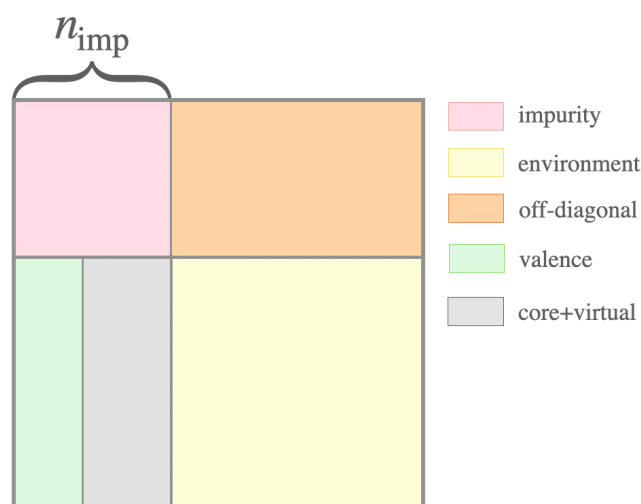 n_imp
impurity
environment
off-diagonal
valence
core+virtual